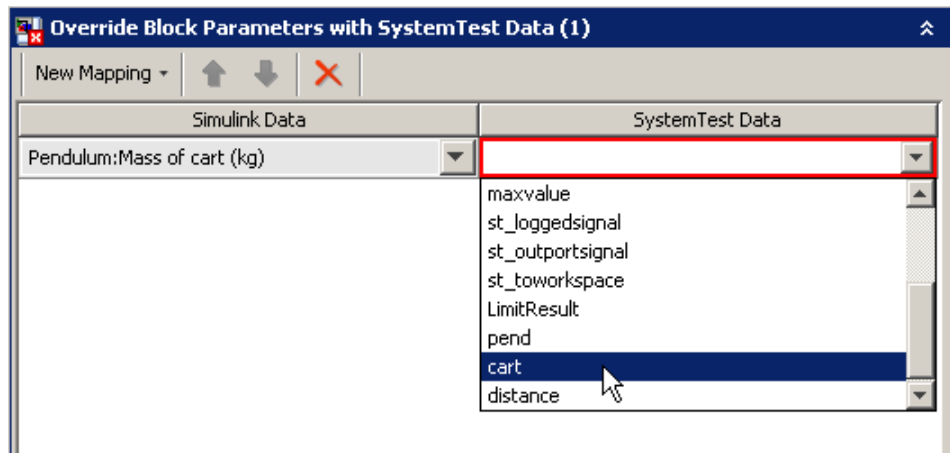 Override Block Parameters with SystemTest Data (1)
New Mapping
Simulink Data SystemTest Data
Pendulum:Mass of cart (kg)
maxvalue
st_loggedsignal
st_outportsignal
st_toworkspace
LimitResult
pend
cart
distance